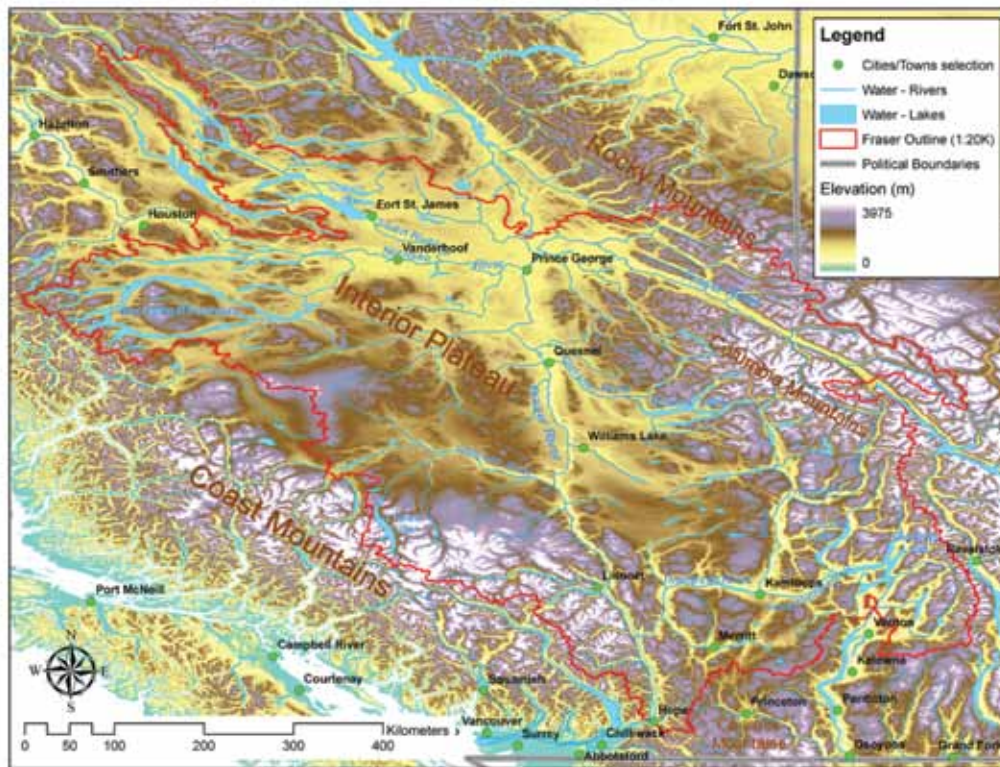 Fort St. John
Legend
Cities/Towns selection
Water - Rivers
Water - Lakes
Fraser Outline (1:20K)
Political Boundaries
Elevation (m)
3975
0
Hazelton
Smithers
Houston
Fort St. James
Vanderhoof
Prince George
Rocky Mountains
Interior Plateau
Columbia Mountains
Quesnel
Williams Lake
Coast Mountains
Lillooet
Kamloops
Port McNeill
Merritt
Vernon
Campbell River
Kelowna
Courtenay
Squamish
Princeton
Penticton
Hope
Vancouver
Surrey
Chilliwack
Abbotsford
Osoyoos
N
W
E
S
Kilometers
0 50 100 200 300 400